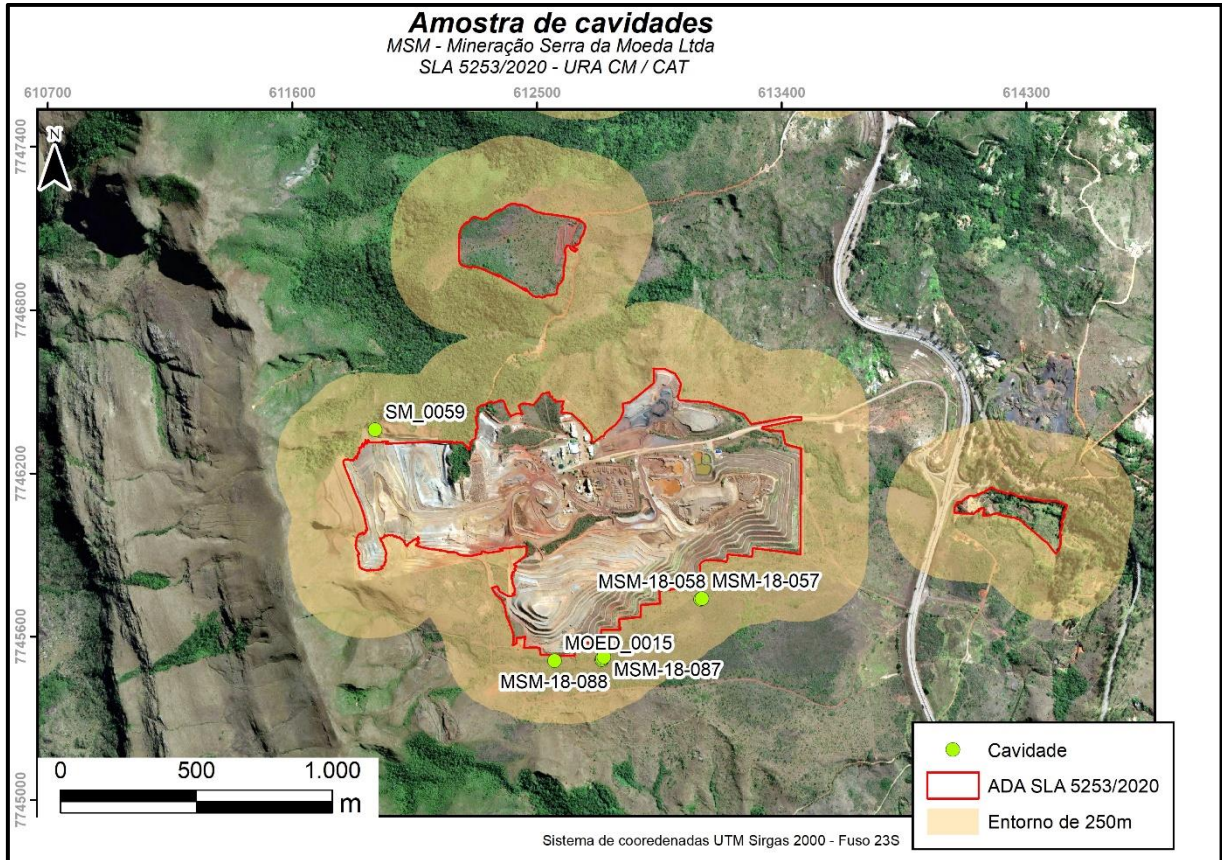 Amostra de cavidades
MSM - Mineração Serra da Moeda Ltda
SLA 5253/2020 - URA CM / CAT
610700 611600 612500 613400 614300
7747400
7746800
7746200
7745600
7745000
N
SM_0059
MSM-18-058 MSM-18-057
MOED_0015
MSM-18-087
MSM-18-088
0 500 1.000
m
Cavidade
ADA SLA 5253/2020
Entorno de 250m
Sistema de cooredenadas UTM Sirgas 2000 - Fuso 23S